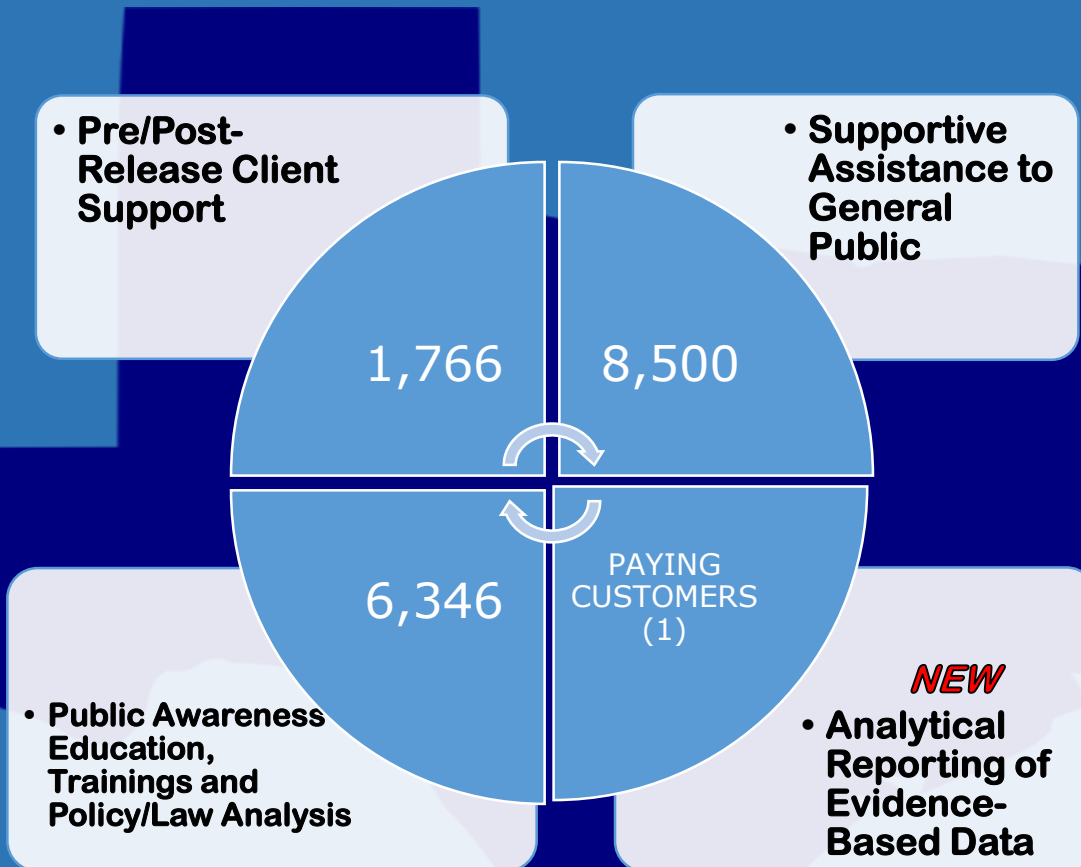 • Pre/Post-
Release Client
Support
• Supportive
Assistance to
General
Public
1,766
8,500
6,346
PAYING
CUSTOMERS
(1)
• Public Awareness
Education,
Trainings and
Policy/Law Analysis
NEW
• Analytical
Reporting of
Evidence-
Based Data